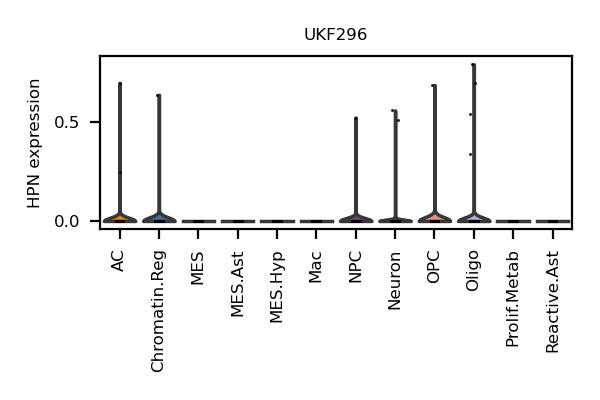 UKF296
HPN expression
0.5
0.0
AC
Chromatin.Reg
MES
MES.Ast
MES.Hyp
Mac
NPC
Neuron
OPC
Oligo
Prolif.Metab
Reactive.Ast